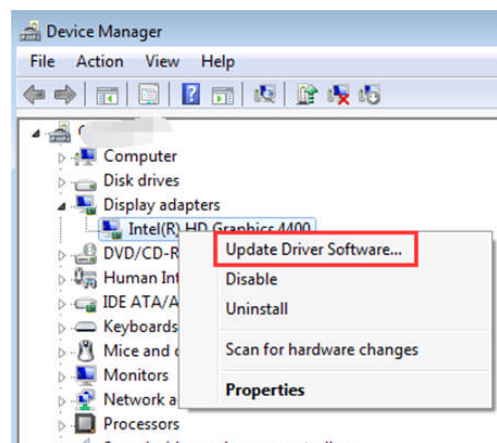 Device Manager
File Action View Help
Computer
Disk drives
Display adapters
Intel(R) HD Graphics 4400
DVD/CD-R
Update Driver Software...
Human Int
Disable
IDE ATA/A
Uninstall
Keyboards
Mice and
Scan for hardware changes
Monitors
Network a
Properties
Processors